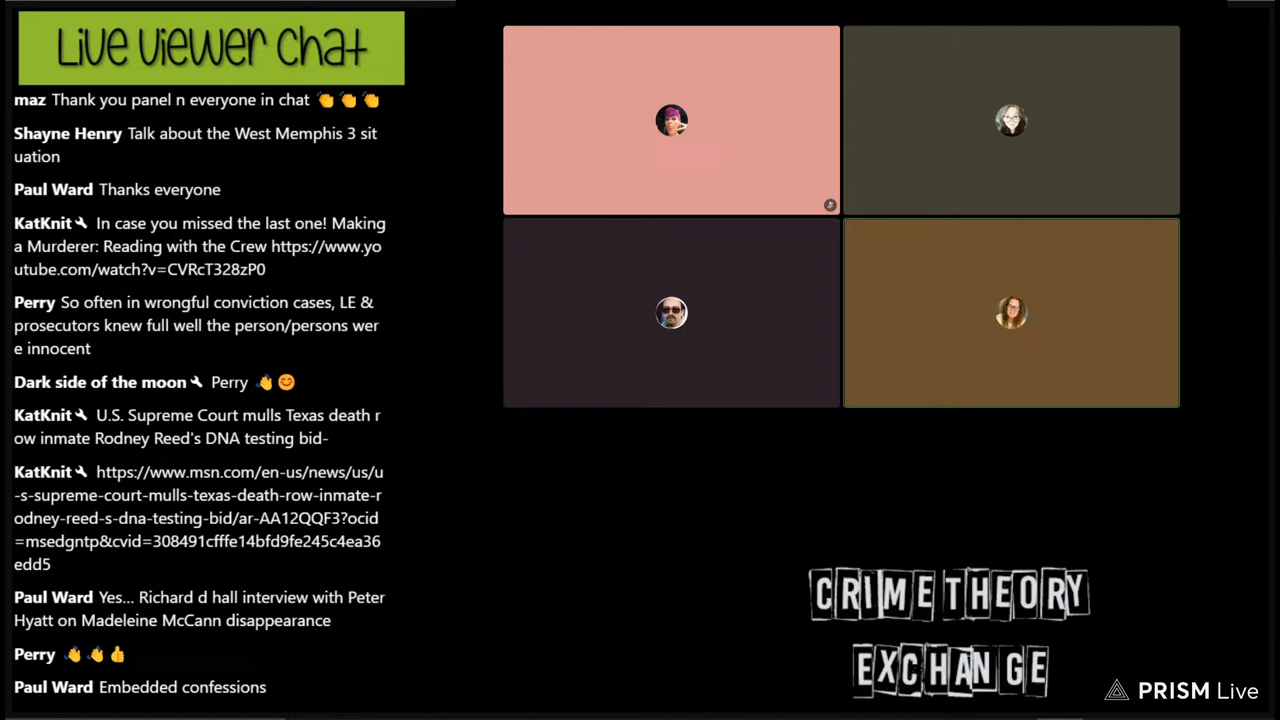 Live Viewer Chat
maz Thank you panel n everyone in chat 👏 👏 👏
Shayne Henry Talk about the West Memphis 3 sit
uation
Paul Ward Thanks everyone
KatKnit In case you missed the last one! Making
a Murderer: Reading with the Crew https://www.yo
utube.com/watch?v=CVRcT328zP0
Perry So often in wrongful conviction cases, LE &
prosecutors knew full well the person/persons wer
e innocent
Dark side of the moon Perry 👋 😊
KatKnit U.S. Supreme Court mulls Texas death r
ow inmate Rodney Reed's DNA testing bid-
KatKnit https://www.msn.com/en-us/news/us/u
-s-supreme-court-mulls-texas-death-row-inmate-r
odney-reed-s-dna-testing-bid/ar-AA12QQF3?ocid
=msedgntp&cvid=308491cfffe14bfd9fe245c4ea36
edd5
Paul Ward Yes... Richard d hall interview with Peter
Hyatt on Madeleine McCann disappearance
Perry 👋 👋 👍
Paul Ward Embedded confessions
CRIME THEORY
EXCHANGE
PRISM Live